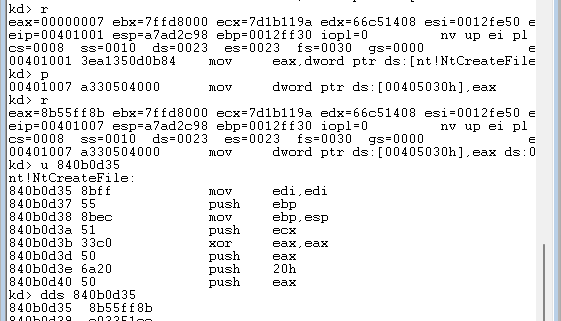 kd> r
eax=00000007 ebx=7ffd8000 ecx=7d1b119a edx=66c51408 esi=0012fe50 e
eip=00401001 esp=a7ad2c98 ebp=0012ff30 iopl=0 nv up ei pl
cs=0008 ss=0010 ds=0023 es=0023 fs=0030 gs=0000 e
00401001 3ea1350d0b84 mov eax,dword ptr ds:[nt!NtCreateFile
kd> p
00401007 a330504000 mov dword ptr ds:[00405030h],eax
kd> r
eax=8b55ff8b ebx=7ffd8000 ecx=7d1b119a edx=66c51408 esi=0012fe50 e
eip=00401007 esp=a7ad2c98 ebp=0012ff30 iopl=0 nv up ei pl
cs=0008 ss=0010 ds=0023 es=0023 fs=0030 gs=0000 e
00401007 a330504000 mov dword ptr ds:[00405030h],eax ds:0
kd> u 840b0d35
nt!NtCreateFile:
840b0d35 8bff mov edi,edi
840b0d37 55 push ebp
840b0d38 8bec mov ebp,esp
840b0d3a 51 push ecx
840b0d3b 33c0 xor eax,eax
840b0d3d 50 push eax
840b0d3e 6a20 push 20h
840b0d40 50 push eax
kd> dds 840b0d35
840b0d35 8b55ff8b